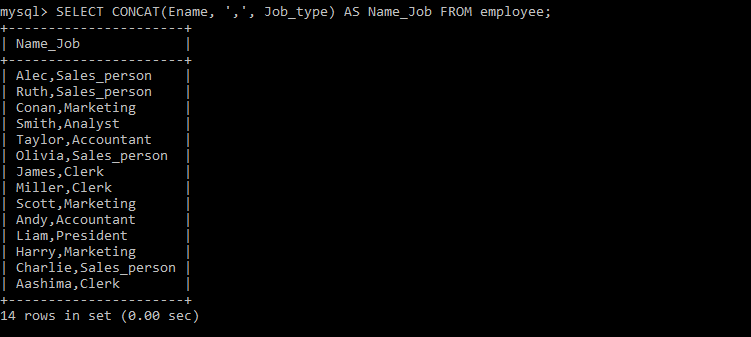 mysql> SELECT CONCAT(Ename, ',', Job_type) AS Name_Job FROM employee;
+----------------------+
| Name_Job             |
+----------------------+
| Alec,Sales_person    |
| Ruth,Sales_person    |
| Conan,Marketing      |
| Smith,Analyst        |
| Taylor,Accountant    |
| Olivia,Sales_person  |
| James,Clerk          |
| Miller,Clerk         |
| Scott,Marketing      |
| Andy,Accountant      |
| Liam,President       |
| Harry,Marketing      |
| Charlie,Sales_person |
| Aashima,Clerk        |
+----------------------+
14 rows in set (0.00 sec)